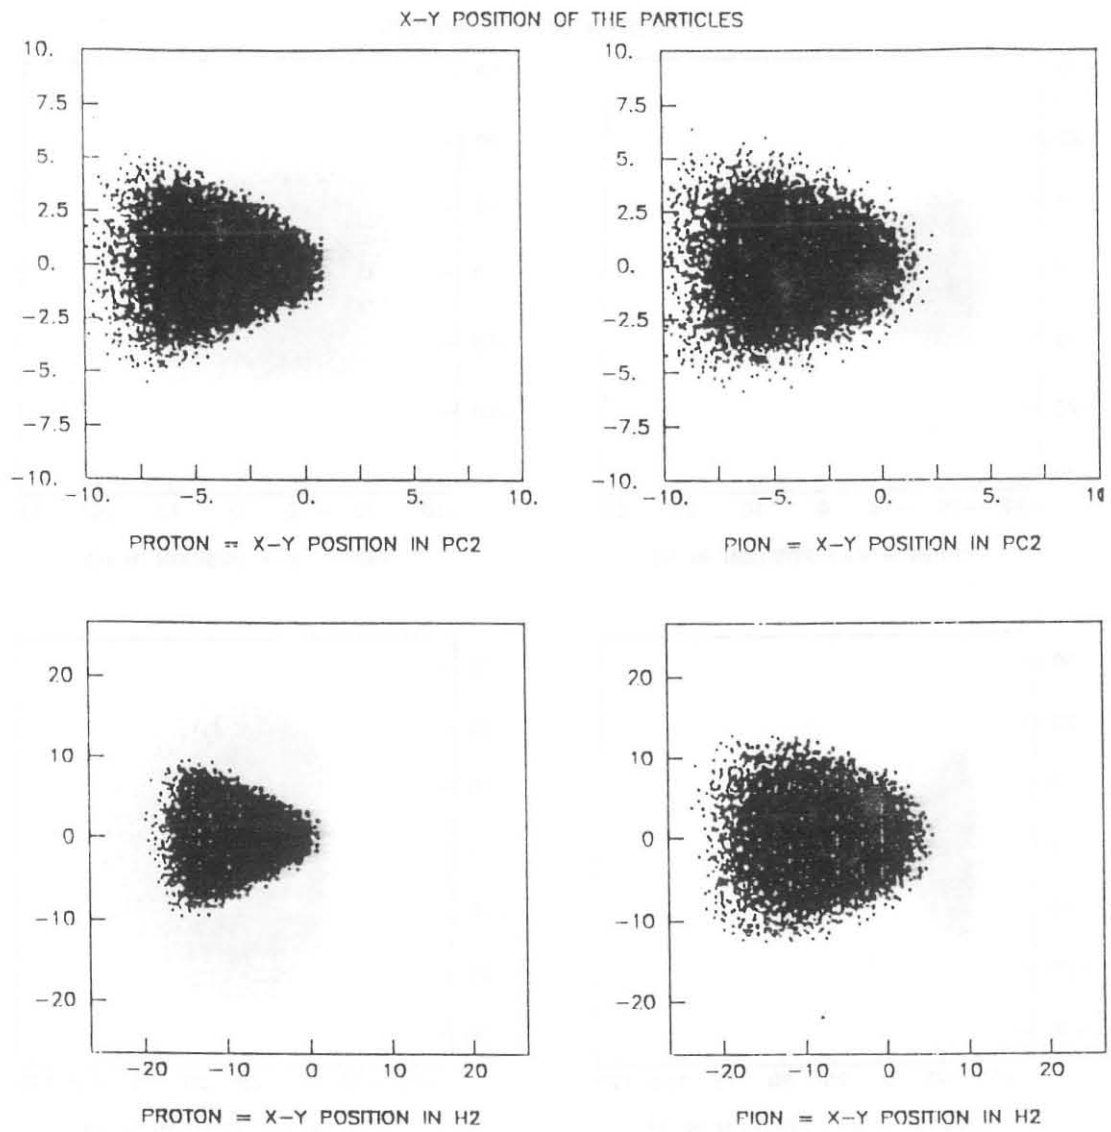 X-Y POSITION OF THE PARTICLES
10. 10.
7.5 7.5
5. 5.
2.5 2.5
0. 0.
-2.5 -2.5
-5. -5.
-7.5 -7.5
-10. -10.
-10. -5. 0. 5. 10. -10. -5. 0. 5. 10
PROTON = X-Y POSITION IN PC2 PION = X-Y POSITION IN PC2
20 20
10 10
0 0
-10 -10
-20 -20
-20 -10 0 10 20 -20 -10 0 10 20
PROTON = X-Y POSITION IN H2 PION = X-Y POSITION IN H2